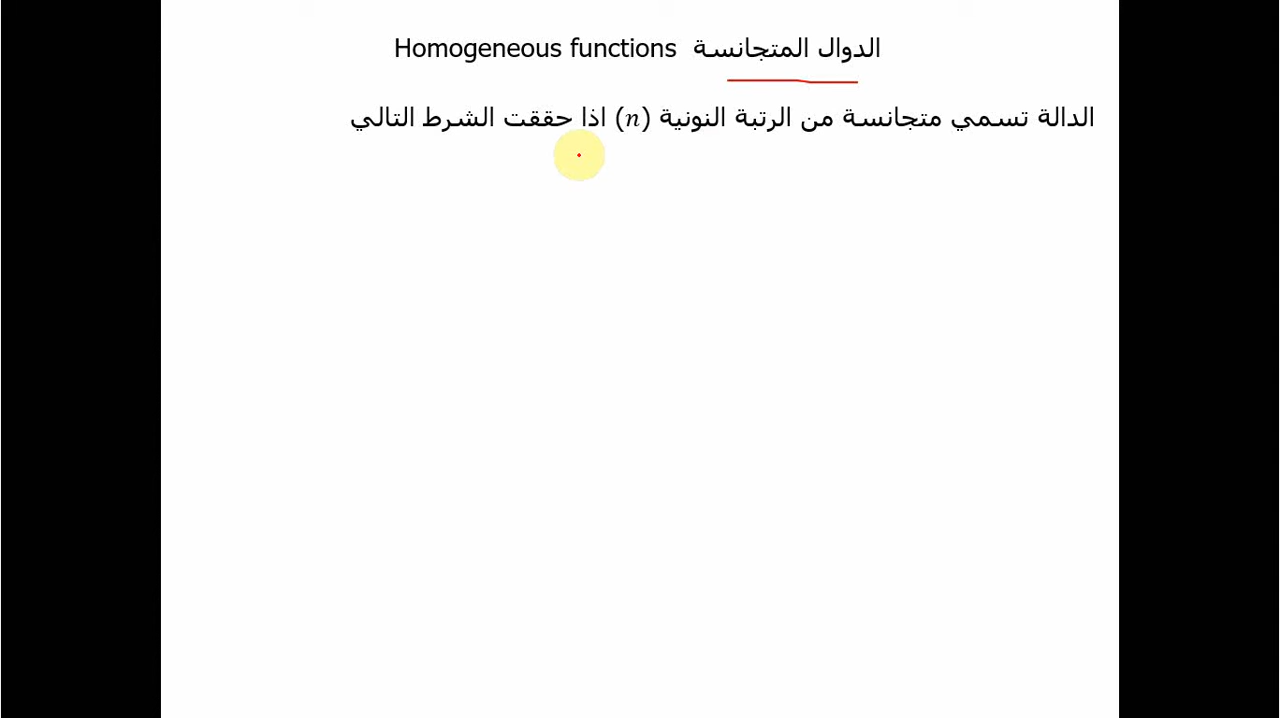 الدوال المتجانسة Homogeneous functions
الدالة تسمي متجانسة من الرتبة النونية (n) اذا حققت الشرط التالي